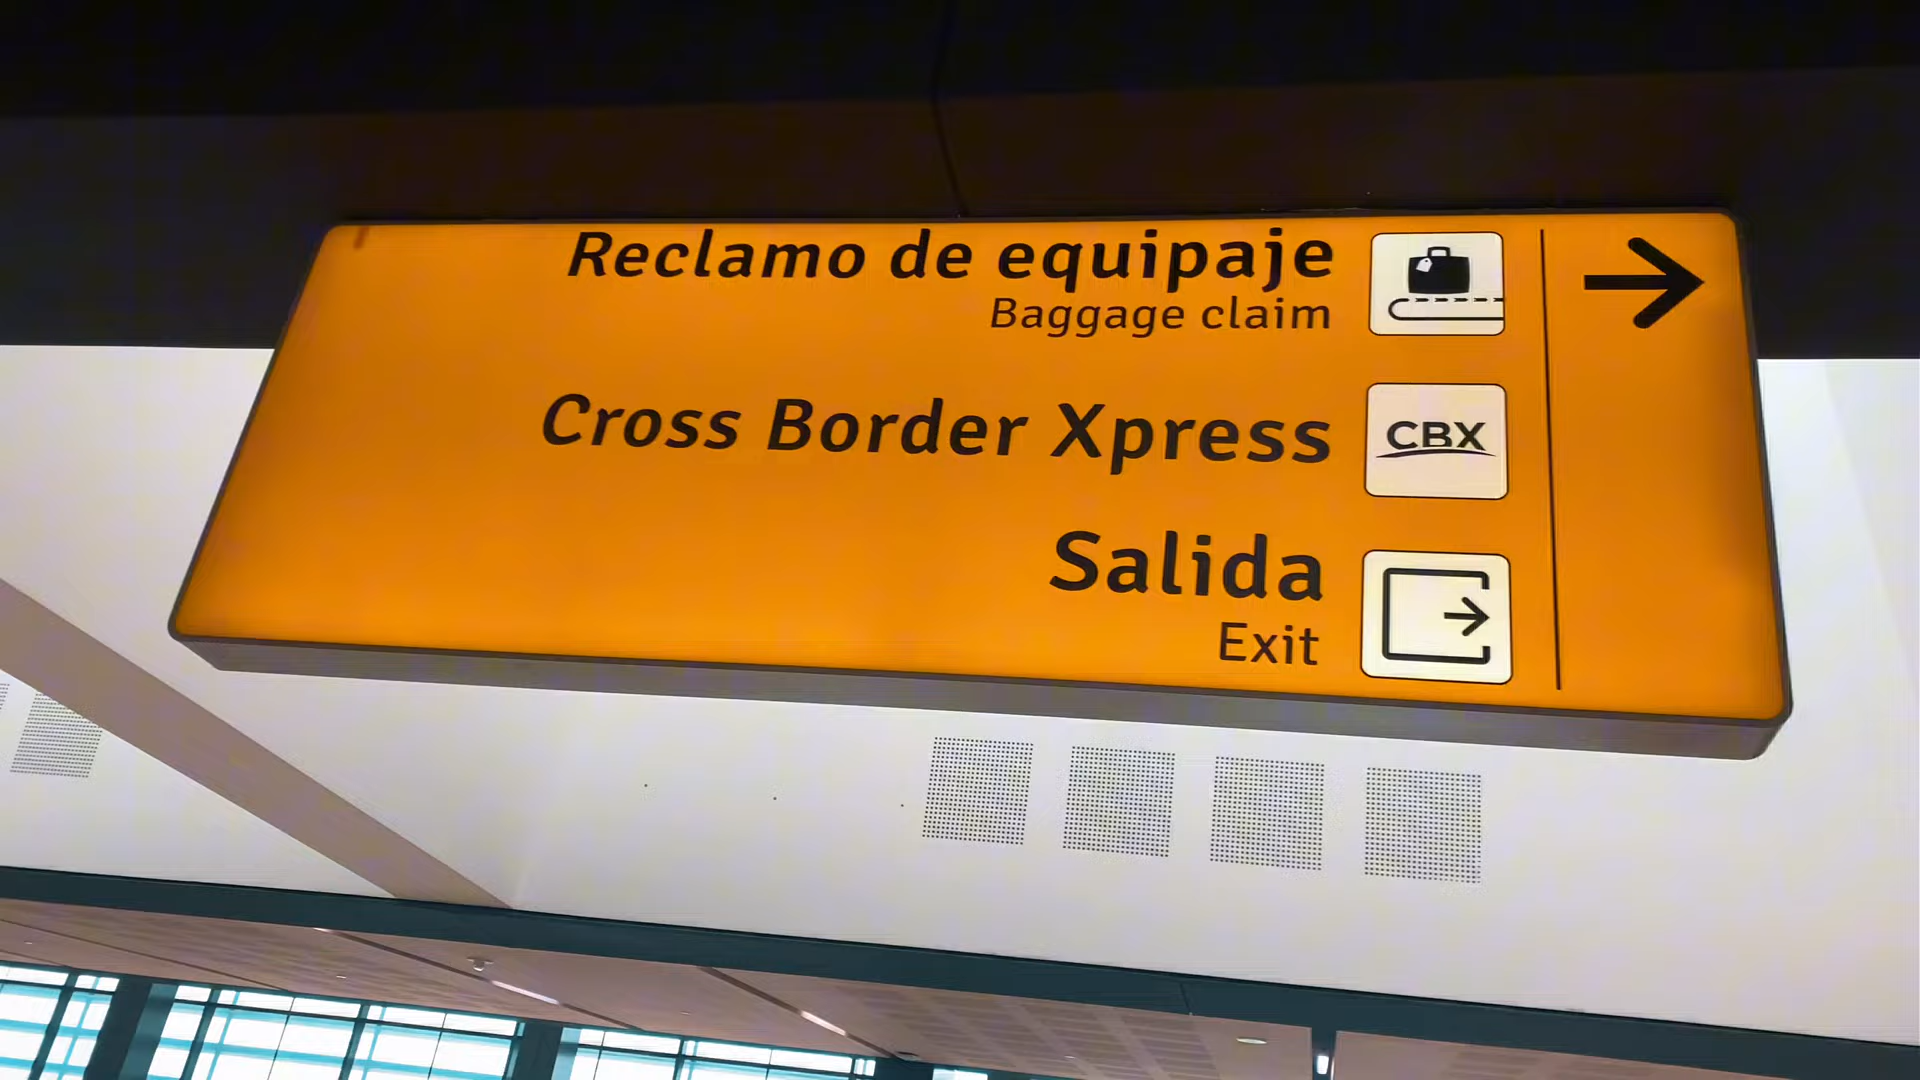 Reclamo de equipaje
Baggage claim
Cross Border Xpress
CBX
Salida
Exit